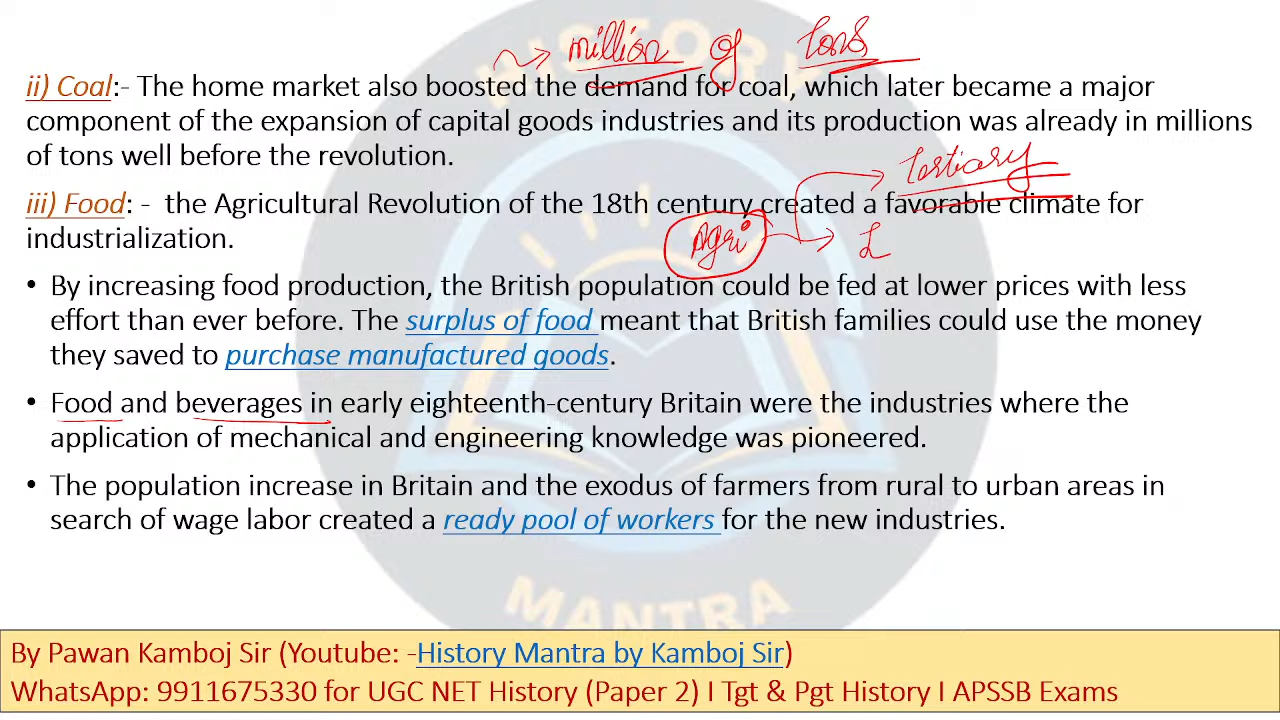 million of tons
ii) Coal:- The home market also boosted the demand for coal, which later became a major
component of the expansion of capital goods industries and its production was already in millions
of tons well before the revolution.
Tertiary
iii) Food: - the Agricultural Revolution of the 18th century created a favorable climate for
industrialization.
Agri
• By increasing food production, the British population could be fed at lower prices with less
effort than ever before. The surplus of food meant that British families could use the money
they saved to purchase manufactured goods.
• Food and beverages in early eighteenth-century Britain were the industries where the
application of mechanical and engineering knowledge was pioneered.
• The population increase in Britain and the exodus of farmers from rural to urban areas in
search of wage labor created a ready pool of workers for the new industries.
HISTORY
MANTRA
By Pawan Kamboj Sir (Youtube: -History Mantra by Kamboj Sir)
WhatsApp: 9911675330 for UGC NET History (Paper 2) I Tgt & Pgt History I APSSB Exams